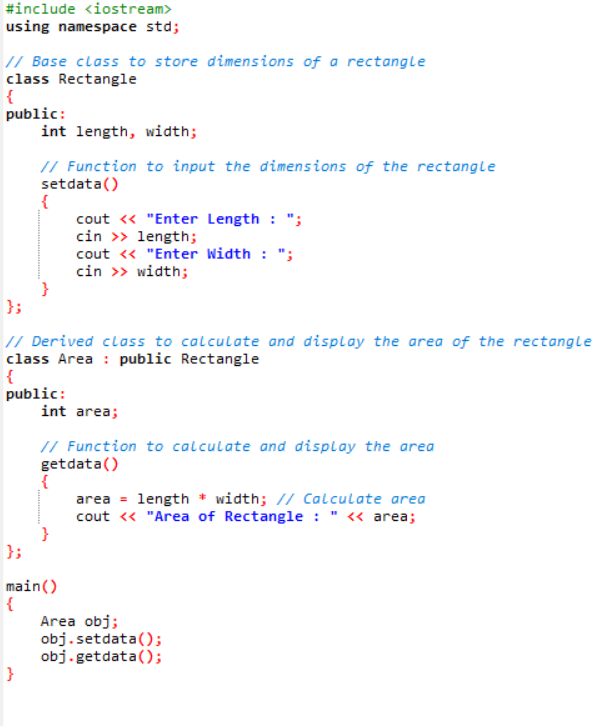 #include <iostream>
using namespace std;
// Base class to store dimensions of a rectangle
class Rectangle
{
public:
int length, width;
// Function to input the dimensions of the rectangle
setdata()
{
cout << "Enter Length : ";
cin >> length;
cout << "Enter Width : ";
cin >> width;
}
};
// Derived class to calculate and display the area of the rectangle
class Area : public Rectangle
{
public:
int area;
// Function to calculate and display the area
getdata()
{
area = length * width; // Calculate area
cout << "Area of Rectangle : " << area;
}
};
main()
{
Area obj;
obj.setdata();
obj.getdata();
}